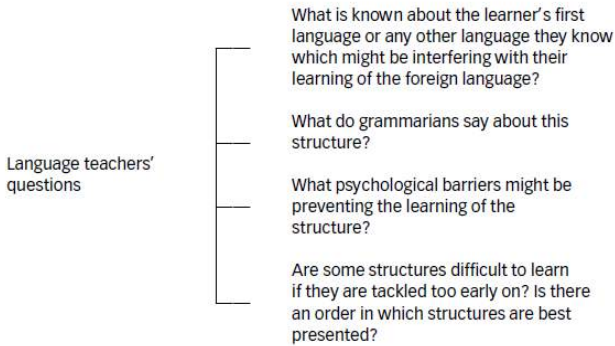 What is known about the learner's first
language or any other language they know
which might be interfering with their
learning of the foreign language?
What do grammarians say about this
structure?
Language teachers'
questions
What psychological barriers might be
preventing the learning of the
structure?
Are some structures difficult to learn
if they are tackled too early on? Is there
an order in which structures are best
presented?